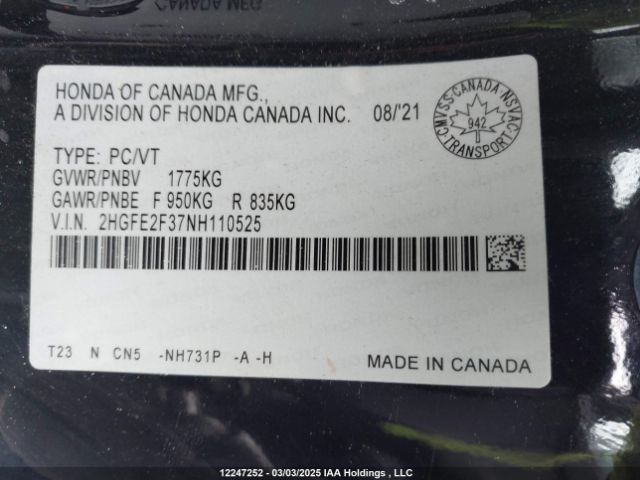 CANADA MFG
HONDA OF CANADA MFG.,
A DIVISION OF HONDA CANADA INC. 08/'21
CMVSS-CANADA-NSVAC
942
TRANSPORT
TYPE: PC/VT
GVWR/PNBV 1775KG
GAWR/PNBE F 950KG R 835KG
V.I.N. 2HGFE2F37NH110525
T23 N CN5 -NH731P -A -H
MADE IN CANADA
12247252 - 03/03/2025 IAA Holdings , LLC